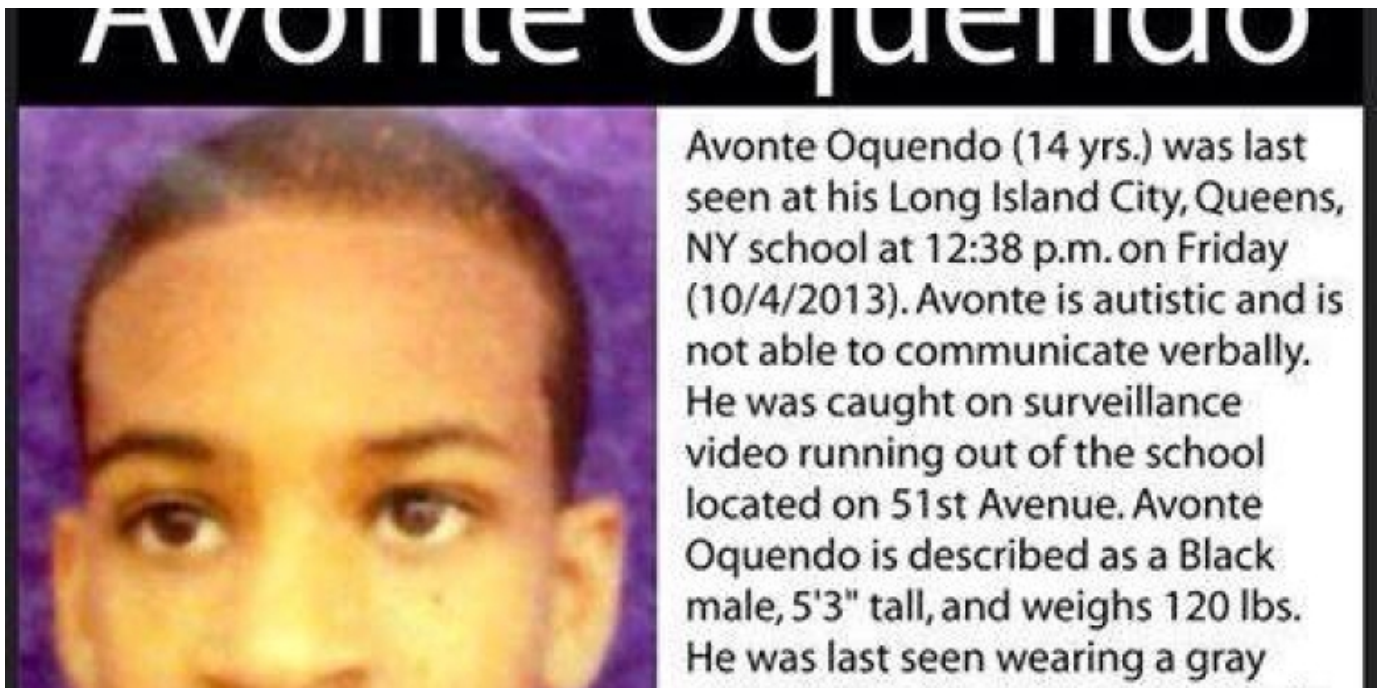 Avonte Oquendo
Avonte Oquendo (14 yrs.) was last
seen at his Long Island City, Queens,
NY school at 12:38 p.m. on Friday
(10/4/2013). Avonte is autistic and is
not able to communicate verbally.
He was caught on surveillance
video running out of the school
located on 51st Avenue. Avonte
Oquendo is described as a Black
male, 5'3" tall, and weighs 120 lbs.
He was last seen wearing a gray